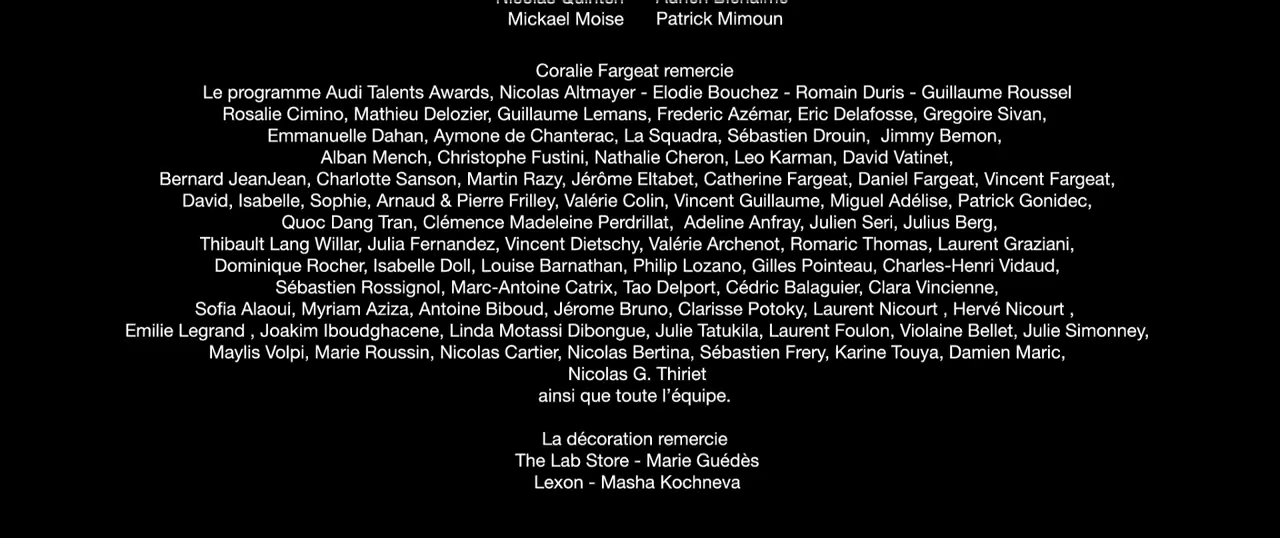 Nicolas Quinton
Mickael Moise Patrick Mimoun
Coralie Fargeat remercie
Le programme Audi Talents Awards, Nicolas Altmayer - Elodie Bouchez - Romain Duris - Guillaume Roussel
Rosalie Cimino, Mathieu Delozier, Guillaume Lemans, Frederic Azémar, Eric Delafosse, Gregoire Sivan,
Emmanuelle Dahan, Aymone de Chanterac, La Squadra, Sébastien Drouin, Jimmy Bemon,
Alban Mench, Christophe Fustini, Nathalie Cheron, Leo Karman, David Vatinet,
Bernard JeanJean, Charlotte Sanson, Martin Razy, Jérôme Eltabet, Catherine Fargeat, Daniel Fargeat, Vincent Fargeat,
David, Isabelle, Sophie, Arnaud & Pierre Frilley, Valérie Colin, Vincent Guillaume, Miguel Adélise, Patrick Gonidec,
Quoc Dang Tran, Clémence Madeleine Perdrillat, Adeline Anfray, Julien Seri, Julius Berg,
Thibault Lang Willar, Julia Fernandez, Vincent Dietschy, Valérie Archenot, Romaric Thomas, Laurent Graziani,
Dominique Rocher, Isabelle Doll, Louise Barnathan, Philip Lozano, Gilles Pointeau, Charles-Henri Vidaud,
Sébastien Rossignol, Marc-Antoine Catrix, Tao Delport, Cédric Balaguier, Clara Vincienne,
Sofia Alaoui, Myriam Aziza, Antoine Biboud, Jérome Bruno, Clarisse Potoky, Laurent Nicourt , Hervé Nicourt ,
Emilie Legrand , Joakim Iboudghacene, Linda Motassi Dibongue, Julie Tatukila, Laurent Foulon, Violaine Bellet, Julie Simonney,
Maylis Volpi, Marie Roussin, Nicolas Cartier, Nicolas Bertina, Sébastien Frery, Karine Touya, Damien Maric,
Nicolas G. Thiriet
ainsi que toute l’équipe.
La décoration remercie
The Lab Store - Marie Guédès
Lexon - Masha Kochneva